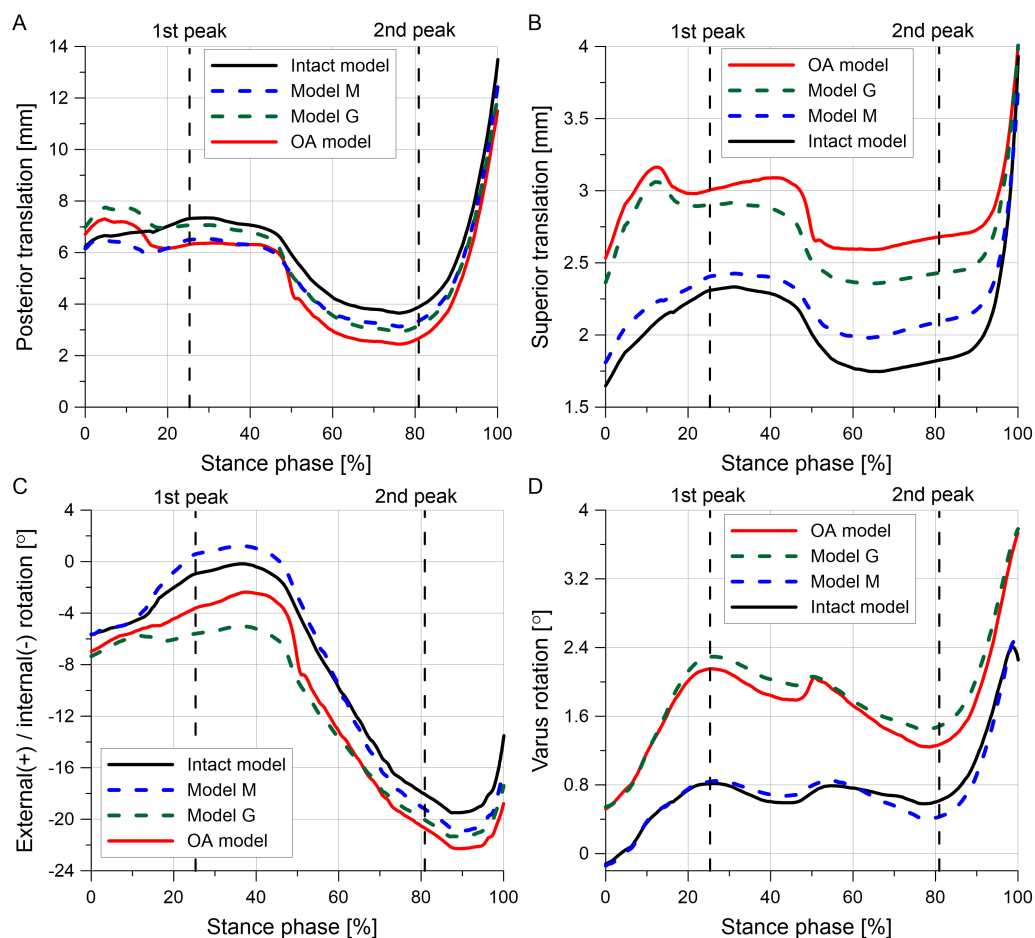 A
1st peak
2nd peak
14
12
10
8
6
4
2
0
Posterior translation [mm]
Intact model
Model M
Model G
OA model
0
20
40
60
80
100
Stance phase [%]
B
1st peak
2nd peak
4
3.5
3
2.5
2
1.5
Superior translation [mm]
OA model
Model G
Model M
Intact model
0
20
40
60
80
100
Stance phase [%]
C
1st peak
2nd peak
4
0
-4
-8
-12
-16
-20
-24
External(+) / internal(-) rotation [°]
Intact model
Model M
Model G
OA model
0
20
40
60
80
100
Stance phase [%]
D
1st peak
2nd peak
4
3.2
2.4
1.6
0.8
0
Varus rotation [°]
OA model
Model G
Model M
Intact model
0
20
40
60
80
100
Stance phase [%]